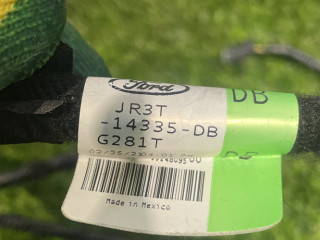 Ford
DB
JR3T
-14335-DB
G281T
Made in Mexico